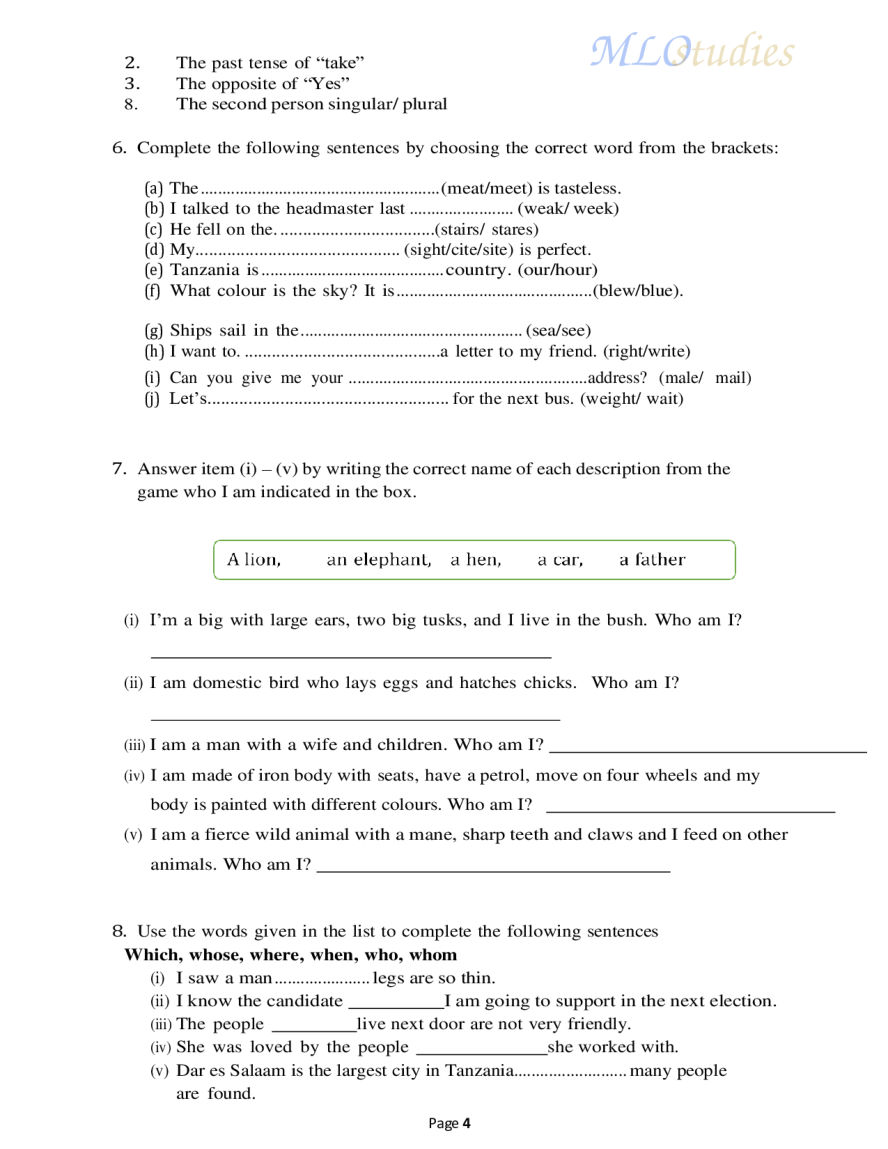 MLOstudies
2. The past tense of “take”
3. The opposite of “Yes”
8. The second person singular/ plural
6. Complete the following sentences by choosing the correct word from the brackets:
(a) The.......................................................(meat/meet) is tasteless.
(b) I talked to the headmaster last ........................ (weak/ week)
(c) He fell on the. ..................................(stairs/ stares)
(d) My............................................. (sight/cite/site) is perfect.
(e) Tanzania is..........................................country. (our/hour)
(f) What colour is the sky? It is.............................................(blew/blue).
(g) Ships sail in the................................................... (sea/see)
(h) I want to. ...........................................a letter to my friend. (right/write)
(i) Can you give me your .......................................................address? (male/ mail)
(j) Let’s..................................................... for the next bus. (weight/ wait)
7. Answer item (i) – (v) by writing the correct name of each description from the
game who I am indicated in the box.
A lion, an elephant, a hen, a car, a father
(i) I’m a big with large ears, two big tusks, and I live in the bush. Who am I?
____________________________________________
(ii) I am domestic bird who lays eggs and hatches chicks. Who am I?
_____________________________________________
(iii) I am a man with a wife and children. Who am I? ___________________________________
(iv) I am made of iron body with seats, have a petrol, move on four wheels and my
body is painted with different colours. Who am I? ________________________________
(v) I am a fierce wild animal with a mane, sharp teeth and claws and I feed on other
animals. Who am I? _______________________________________
8. Use the words given in the list to complete the following sentences
Which, whose, where, when, who, whom
(i) I saw a man......................legs are so thin.
(ii) I know the candidate __________I am going to support in the next election.
(iii) The people _________live next door are not very friendly.
(iv) She was loved by the people ______________she worked with.
(v) Dar es Salaam is the largest city in Tanzania..........................many people
are found.
Page 4